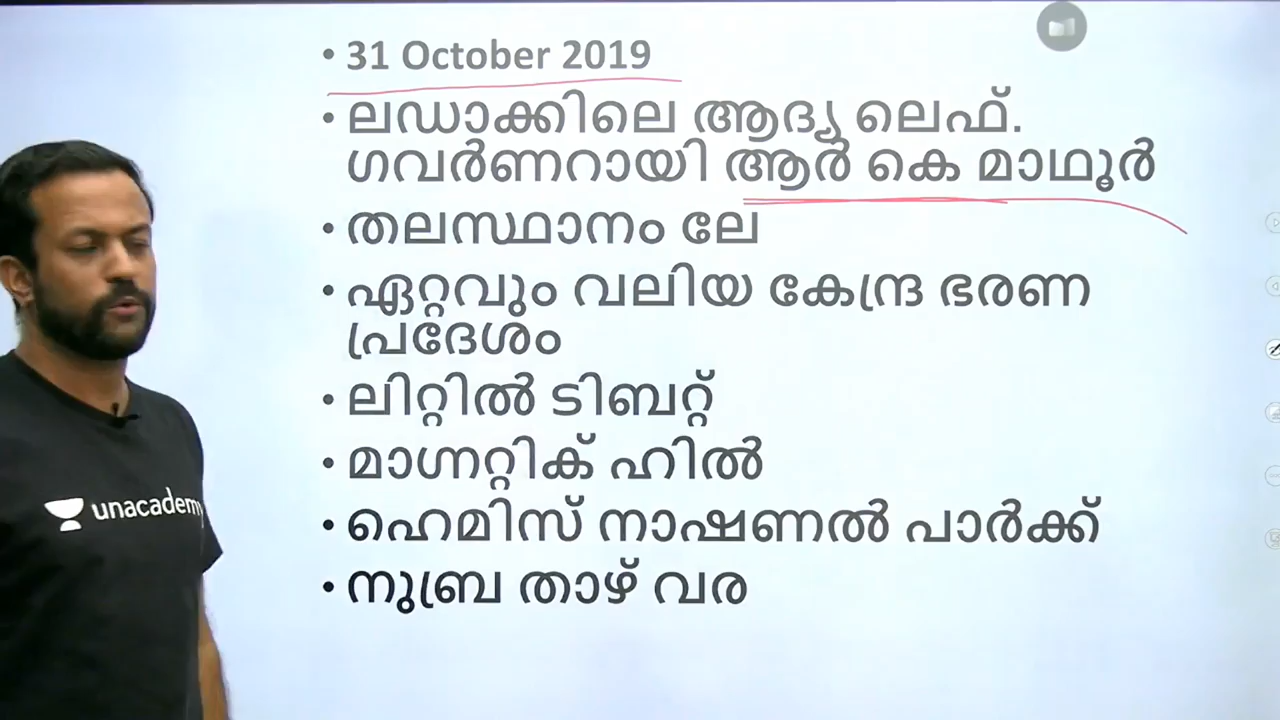 • 31 October 2019
• ലഡാക്കിലെ ആദ്യ ലെഫ്.
ഗവർണറായി ആർ കെ മാഥൂർ
• തലസ്ഥാനം ലേ
• ഏറ്റവും വലിയ കേന്ദ്ര ഭരണ
പ്രദേശം
• ലിറ്റിൽ ടിബറ്റ്
• മാഗ്നറ്റിക് ഹിൽ
• ഹെമിസ് നാഷണൽ പാർക്ക്
• നുബ്ര താഴ് വര
unacademy